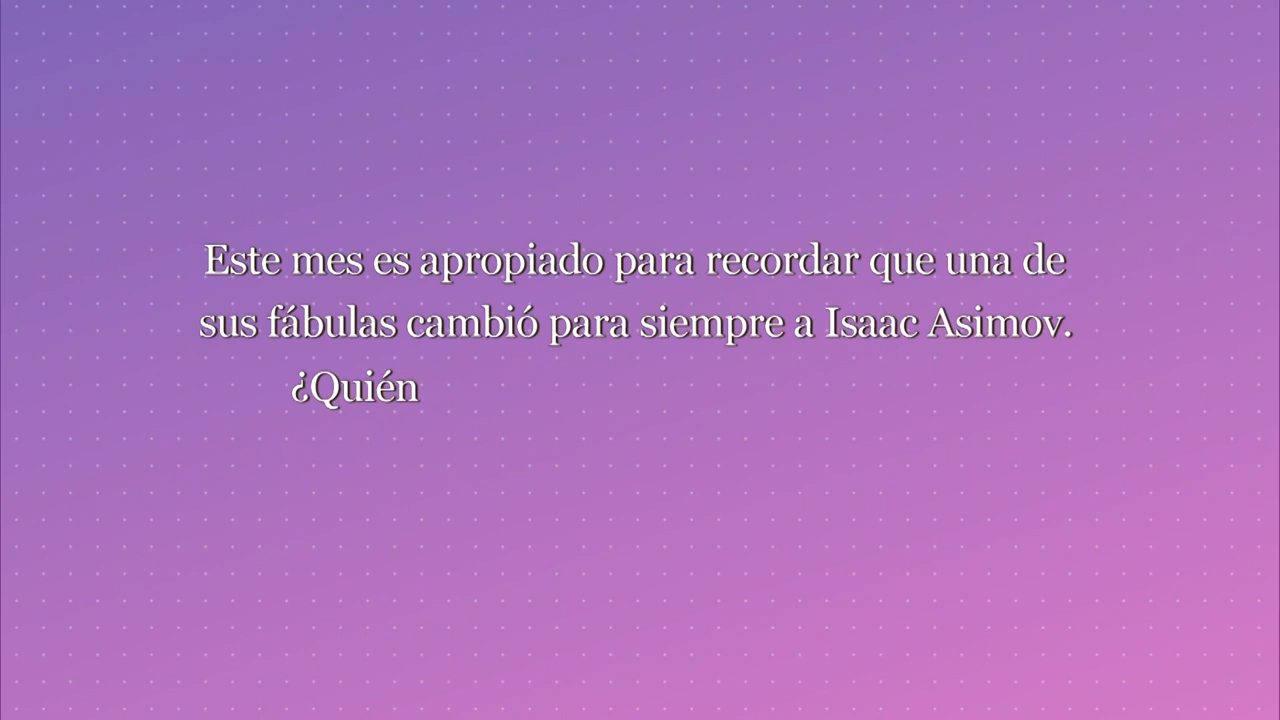 Este mes es apropiado para recordar que una de
sus fábulas cambió para siempre a Isaac Asimov.
¿Quién